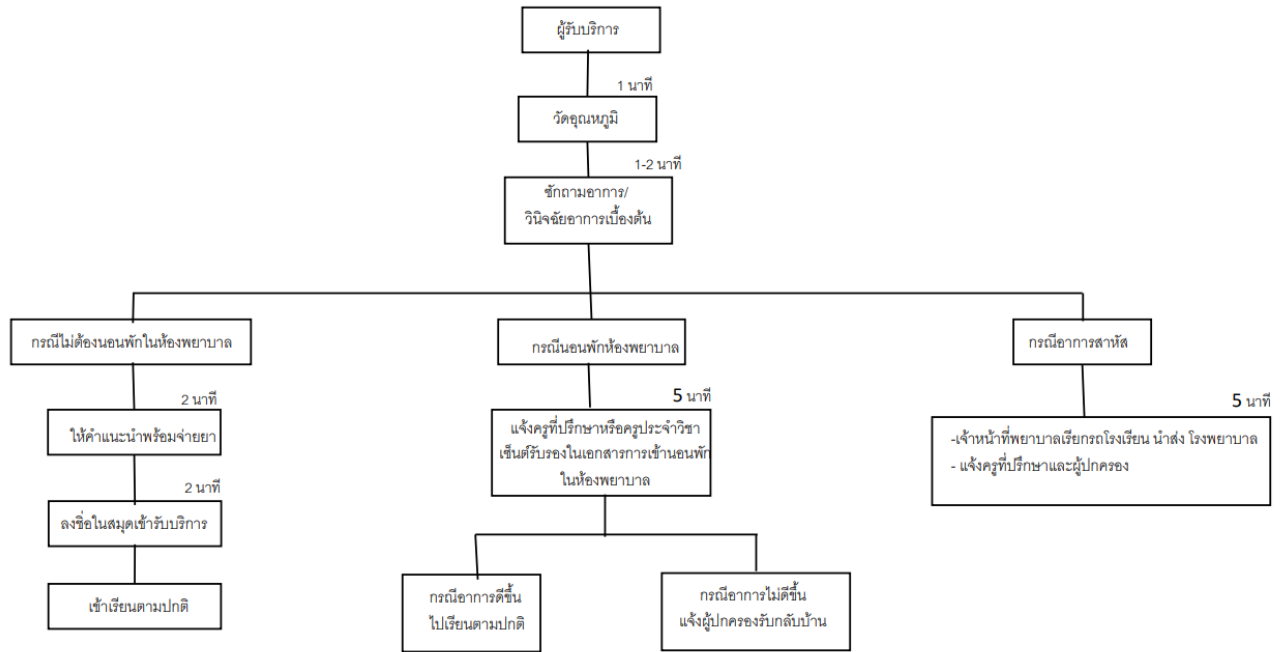 ผู้รับบริการ
1 นาที
วัดอุณหภูมิ
1-2 นาที
ซักถามอาการ/
วินิจฉัยอาการเบื้องต้น
กรณีไม่ต้องนอนพักในห้องพยาบาล
2 นาที
ให้คำแนะนำพร้อมจ่ายยา
2 นาที
ลงชื่อในสมุดเข้ารับบริการ
เข้าเรียนตามปกติ
กรณีนอนพักห้องพยาบาล
5 นาที
แจ้งครูที่ปรึกษาหรือครูประจำวิชา
เซ็นต์รับรองในเอกสารการเข้านอนพัก
ในห้องพยาบาล
กรณีอาการดีขึ้น
ไปเรียนตามปกติ
กรณีอาการไม่ดีขึ้น
แจ้งผู้ปกครองรับกลับบ้าน
กรณีอาการสาหัส
5 นาที
-เจ้าหน้าที่พยาบาลเรียกรถโรงเรียน นำส่ง โรงพยาบาล
- แจ้งครูที่ปรึกษาและผู้ปกครอง